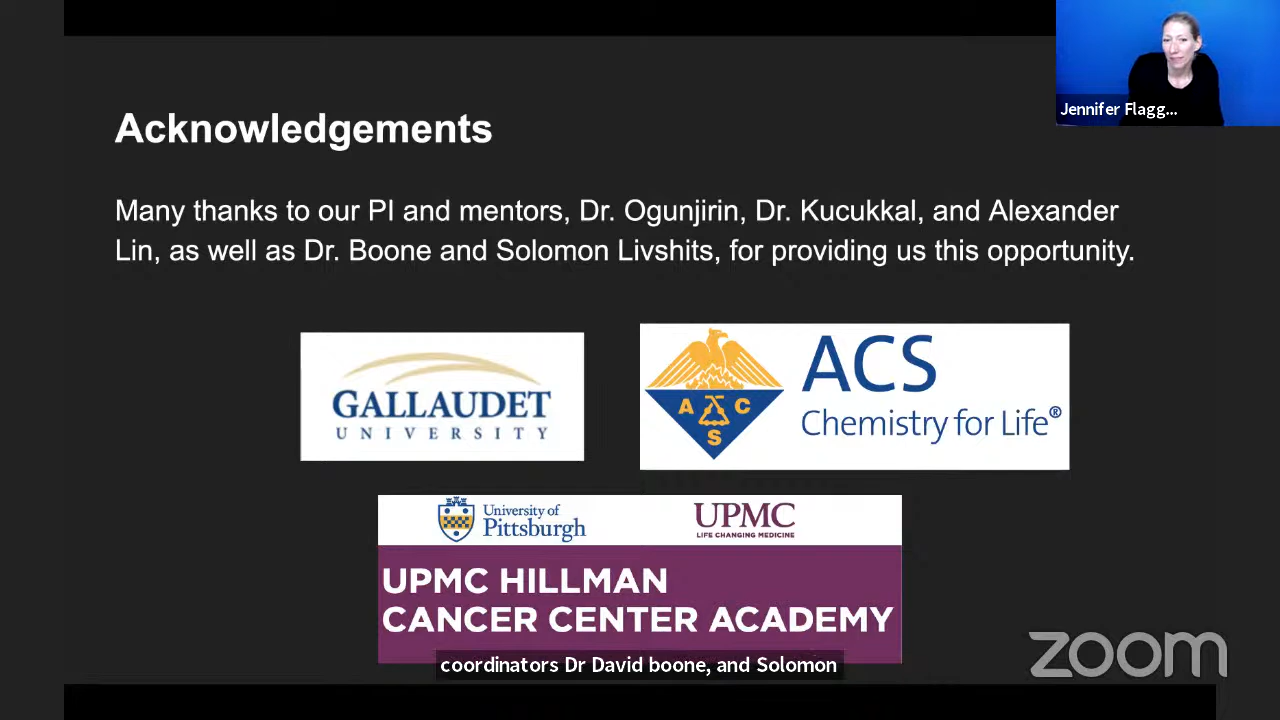 Jennifer Flagg...
Acknowledgements
Many thanks to our PI and mentors, Dr. Ogunjirin, Dr. Kucukkal, and Alexander
Lin, as well as Dr. Boone and Solomon Livshits, for providing us this opportunity.
GALLAUDET
UNIVERSITY
A C
S
ACS
Chemistry for Life®
University of
Pittsburgh
UPMC
LIFE CHANGING MEDICINE
UPMC HILLMAN
CANCER CENTER ACADEMY
coordinators Dr David boone, and Solomon
zoom